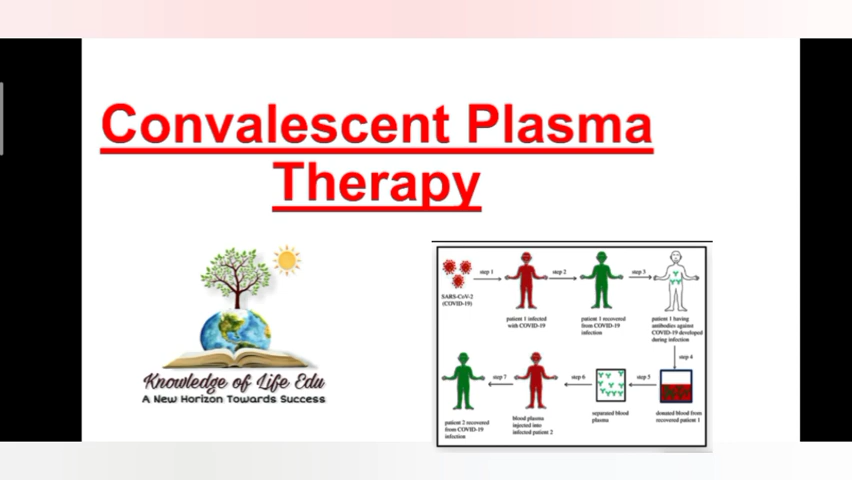 Convalescent Plasma
Therapy
Knowledge of Life Edu
A New Horizon Towards Success
step 1
step 2
step 3
SARS-CoV-2
(COVID-19)
patient 1 infected
with COVID-19
patient 1 recovered
from COVID-19
infection
patient 1 having
antibodies against
COVID-19 developed
during infection
step 4
step 7
step 6
step 5
patient 2 recovered
from COVID-19
infection
blood plasma
injected into
infected patient 2
separated blood
plasma
donated blood from
recovered patient 1